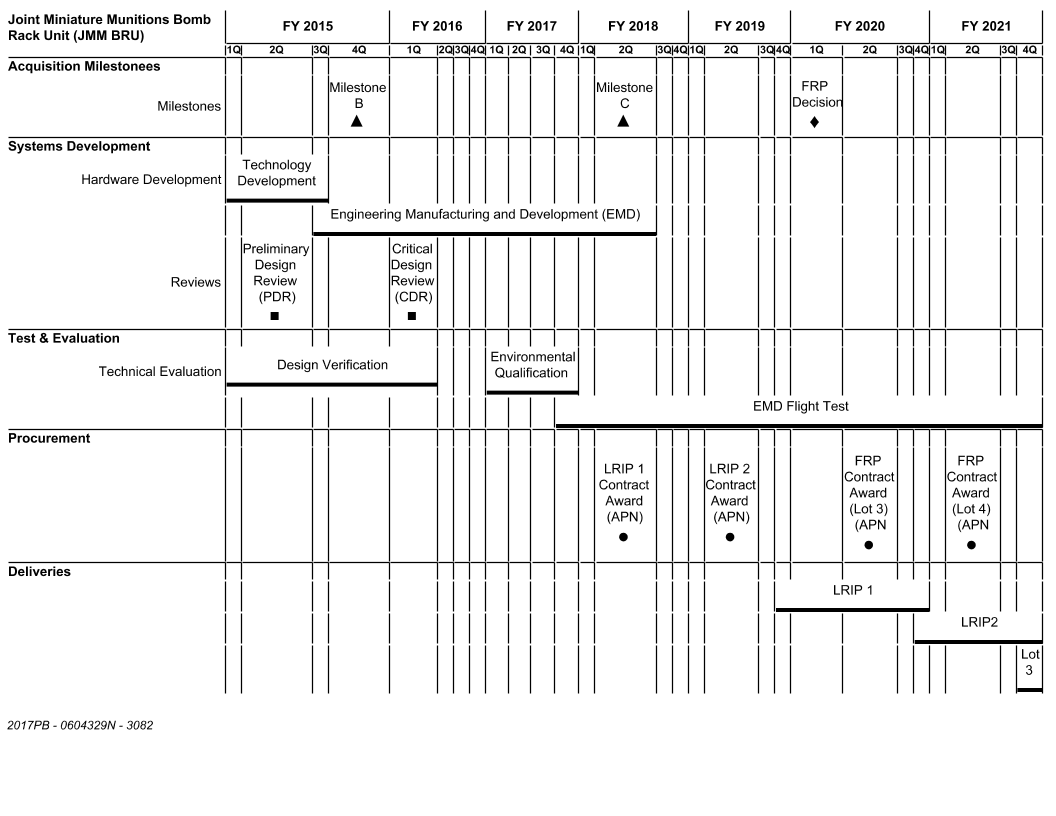 Joint Miniature Munitions Bomb
Rack Unit (JMM BRU)
FY 2015 FY 2016 FY 2017 FY 2018 FY 2019 FY 2020 FY 2021
1Q 2Q 3Q 4Q 1Q 2Q 3Q 4Q 1Q 2Q 3Q 4Q 1Q 2Q 3Q 4Q 1Q 2Q 3Q 4Q 1Q 2Q 3Q 4Q 1Q 2Q 3Q 4Q
Acquisition Milestonees
Milestones
Milestone
B
Milestone
C
FRP
Decision
Systems Development
Hardware Development
Technology
Development
Engineering Manufacturing and Development (EMD)
Reviews
Preliminary
Design
Review
(PDR)
Critical
Design
Review
(CDR)
Test & Evaluation
Technical Evaluation
Design Verification
Environmental
Qualification
EMD Flight Test
Procurement
LRIP 1
Contract
Award
(APN)
LRIP 2
Contract
Award
(APN)
FRP
Contract
Award
(Lot 3)
(APN
FRP
Contract
Award
(Lot 4)
(APN
Deliveries
LRIP 1
LRIP2
Lot
3
2017PB - 0604329N - 3082